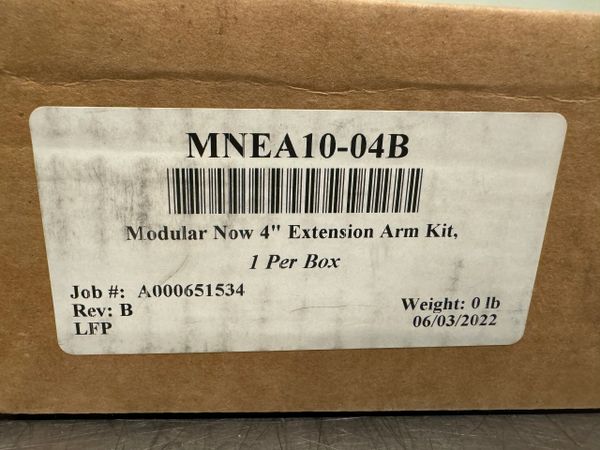 MNEA10-04B
Modular Now 4" Extension Arm Kit,
1 Per Box
Job #: A000651534
Rev: B
LFP
Weight: 0 lb
06/03/2022